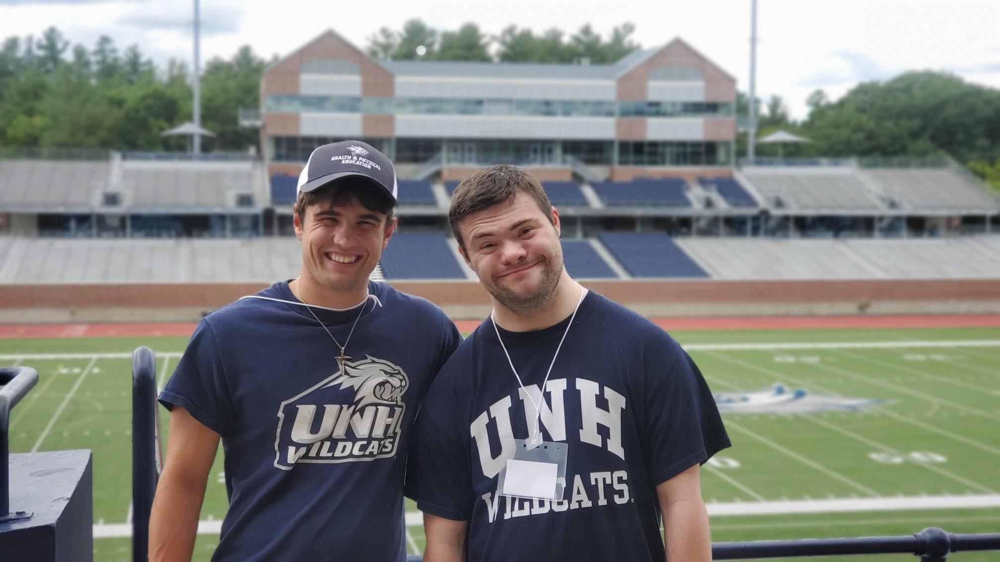 HEALTH & PHYSICAL
EDUCATION
UNH
WILDCATS
UNH
WILDCATS®